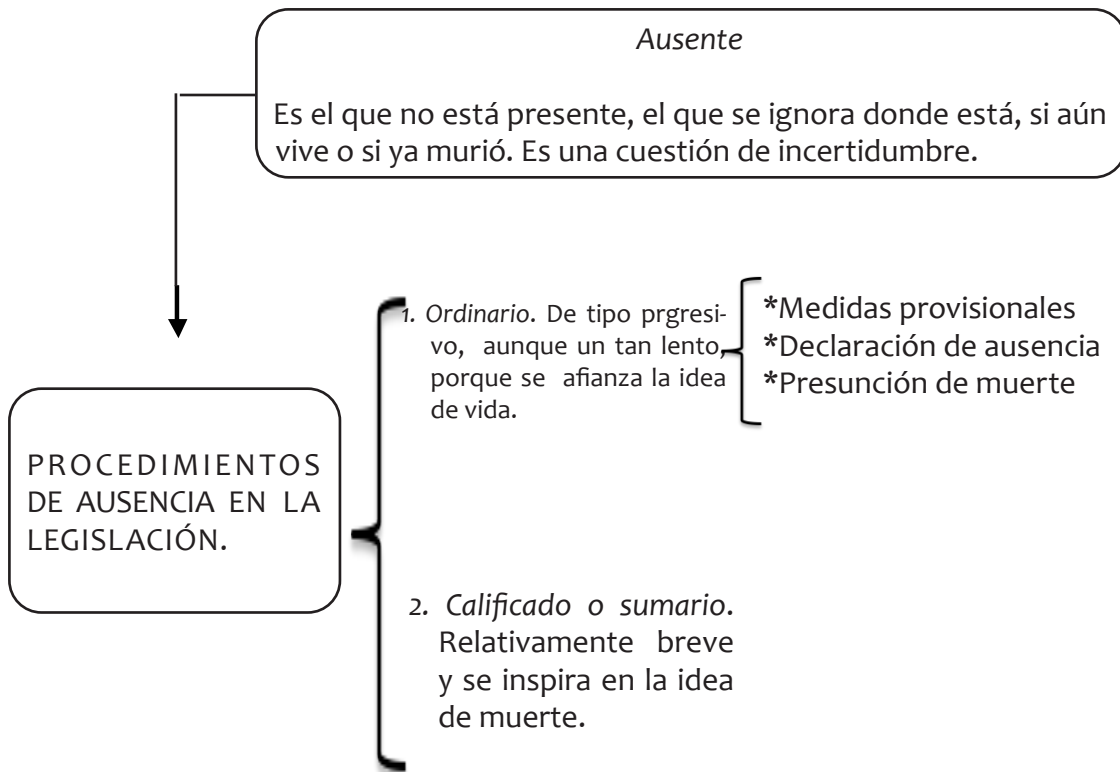 Ausente
Es el que no está presente, el que se ignora donde está, si aún
vive o si ya murió. Es una cuestión de incertidumbre.
PROCEDIMIENTOS
DE AUSENCIA EN LA
LEGISLACIÓN.
1. Ordinario. De tipo prgresi-
vo, aunque un tan lento,
porque se afianza la idea
de vida.
*Medidas provisionales
*Declaración de ausencia
*Presunción de muerte
2. Calificado o sumario.
Relativamente breve
y se inspira en la idea
de muerte.